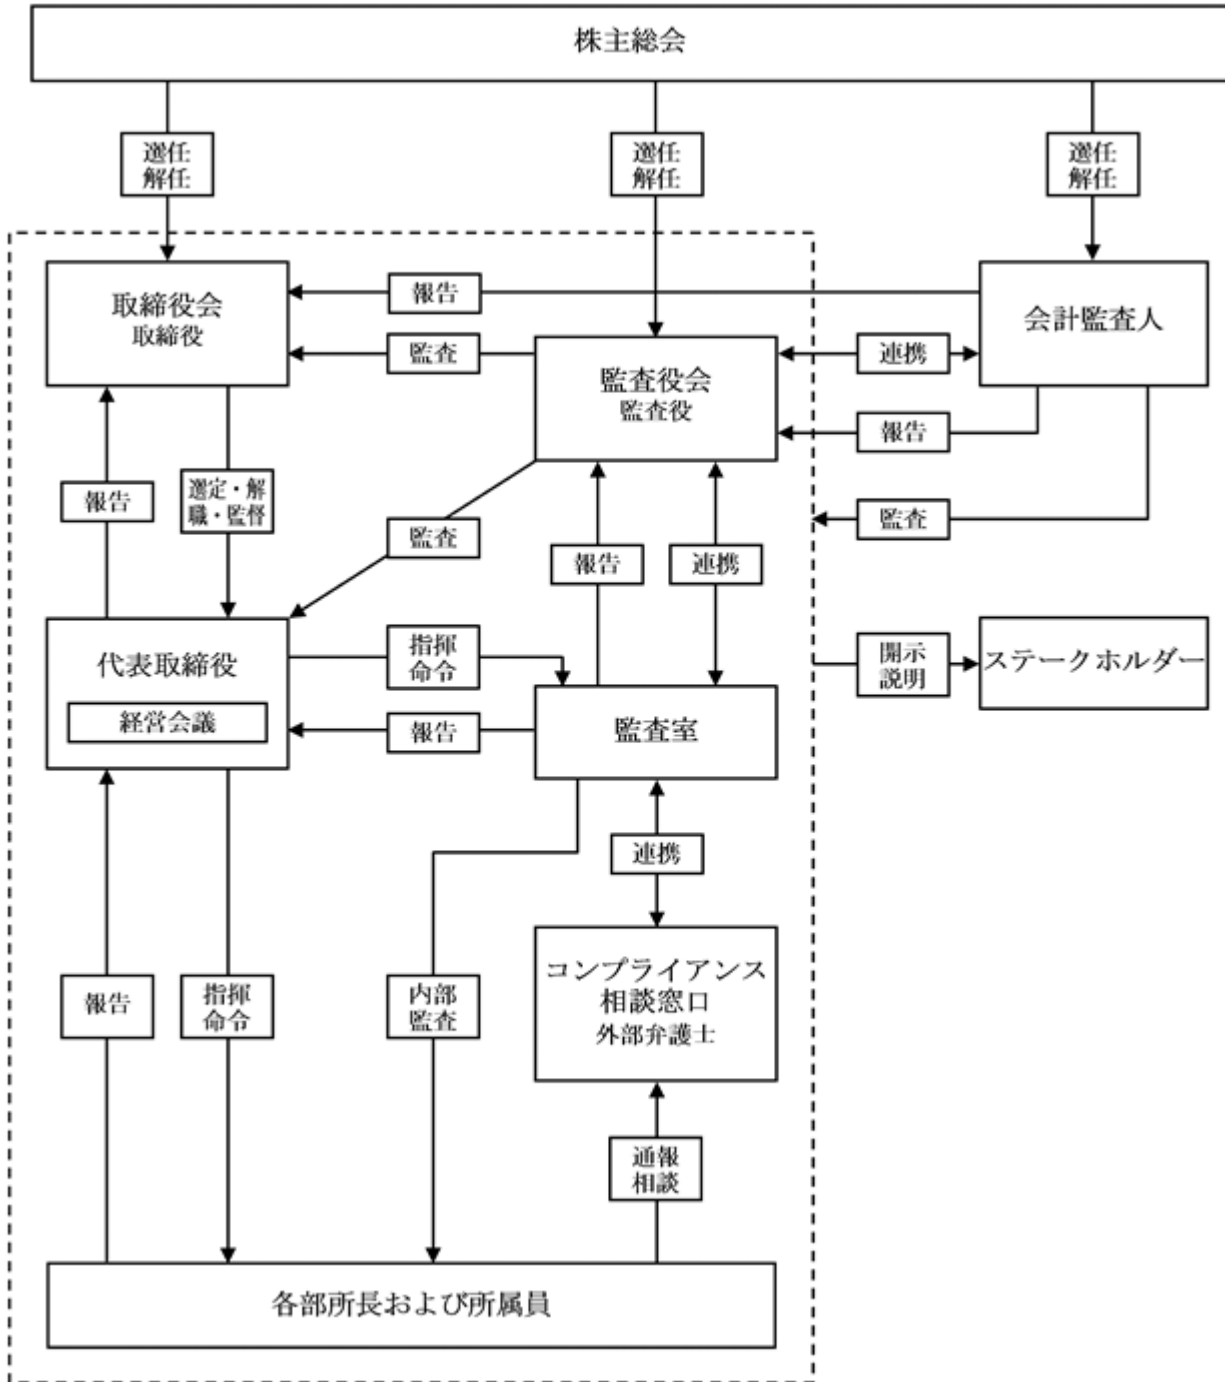 株主総会
選任
解任
選任
解任
選任
解任
取締役会
取締役
報告
会計監査人
監査
監査役会
監査役
連携
報告
報告
選定・解
職・監督
監査
監査
報告
連携
代表取締役
経営会議
指揮
命令
報告
監査室
開示
説明
ステークホルダー
連携
報告
指揮
命令
内部
監査
コンプライアンス
相談窓口
外部弁護士
通報
相談
各部所長および所属員